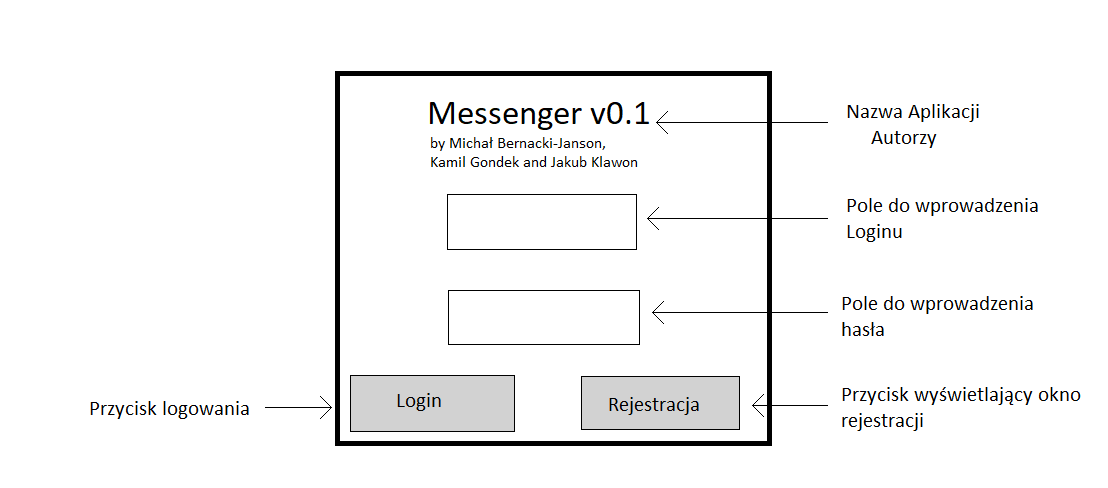 Messenger v0.1
by Michał Bernacki-Janson,
Kamil Gondek and Jakub Klawon
Nazwa Aplikacji
Autorzy
Pole do wprowadzenia
Loginu
Pole do wprowadzenia
hasła
Przycisk logowania
Login
Rejestracja
Przycisk wyświetlający okno
rejestracji